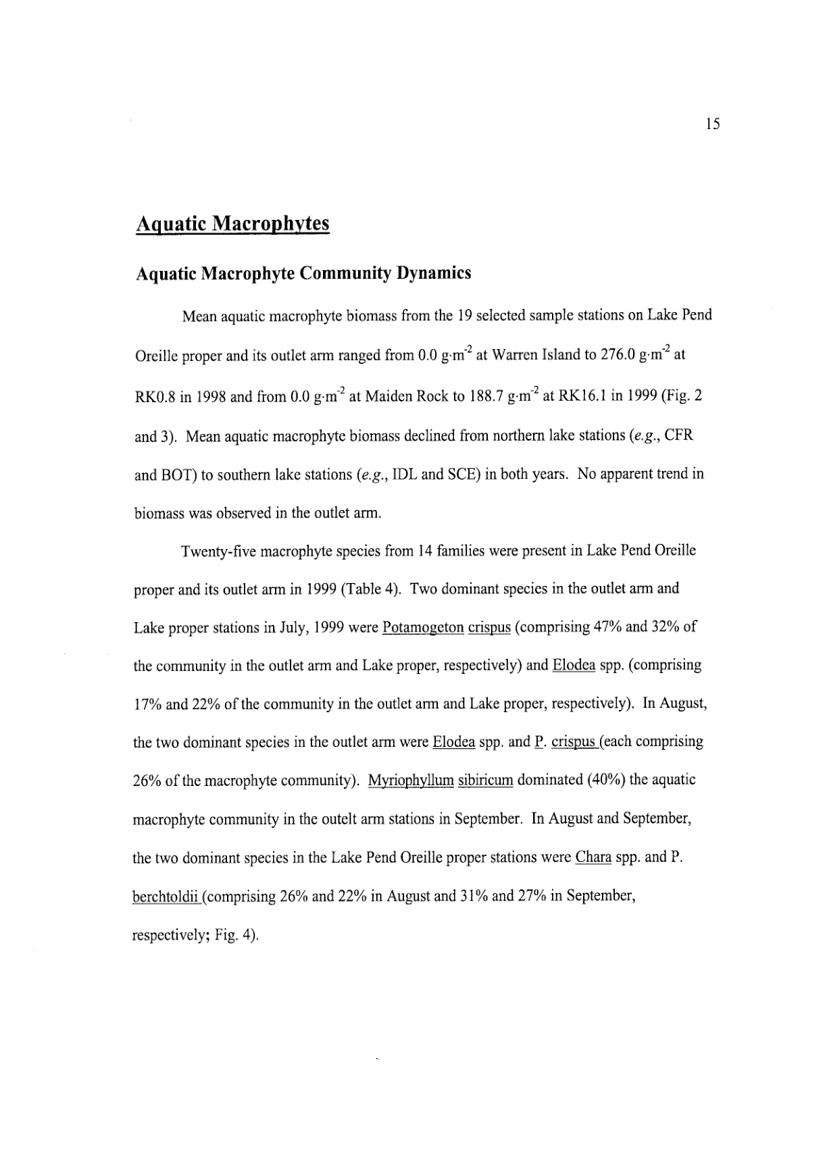 15
Aquatic Macrophytes
Aquatic Macrophyte Community Dynamics
Mean aquatic macrophyte biomass from the 19 selected sample stations on Lake Pend
Oreille proper and its outlet arm ranged from 0.0 g·m⁻² at Warren Island to 276.0 g·m⁻² at
RK0.8 in 1998 and from 0.0 g·m⁻² at Maiden Rock to 188.7 g·m⁻² at RK16.1 in 1999 (Fig. 2
and 3). Mean aquatic macrophyte biomass declined from northern lake stations (e.g., CFR
and BOT) to southern lake stations (e.g., IDL and SCE) in both years. No apparent trend in
biomass was observed in the outlet arm.
Twenty-five macrophyte species from 14 families were present in Lake Pend Oreille
proper and its outlet arm in 1999 (Table 4). Two dominant species in the outlet arm and
Lake proper stations in July, 1999 were Potamogeton crispus (comprising 47% and 32% of
the community in the outlet arm and Lake proper, respectively) and Elodea spp. (comprising
17% and 22% of the community in the outlet arm and Lake proper, respectively). In August,
the two dominant species in the outlet arm were Elodea spp. and P. crispus (each comprising
26% of the macrophyte community). Myriophyllum sibiricum dominated (40%) the aquatic
macrophyte community in the outelt arm stations in September. In August and September,
the two dominant species in the Lake Pend Oreille proper stations were Chara spp. and P.
berchtoldii (comprising 26% and 22% in August and 31% and 27% in September,
respectively; Fig. 4).